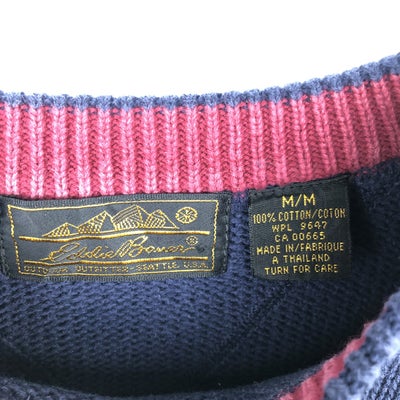 Eddie Bauer ®
OUTDOOR OUTFITTER - SEATTLE, U.S.A.
M/M
100% COTTON/COTON
WPL 9647
CA 00665
MADE IN/FABRIQUE
A THAILAND
TURN FOR CARE